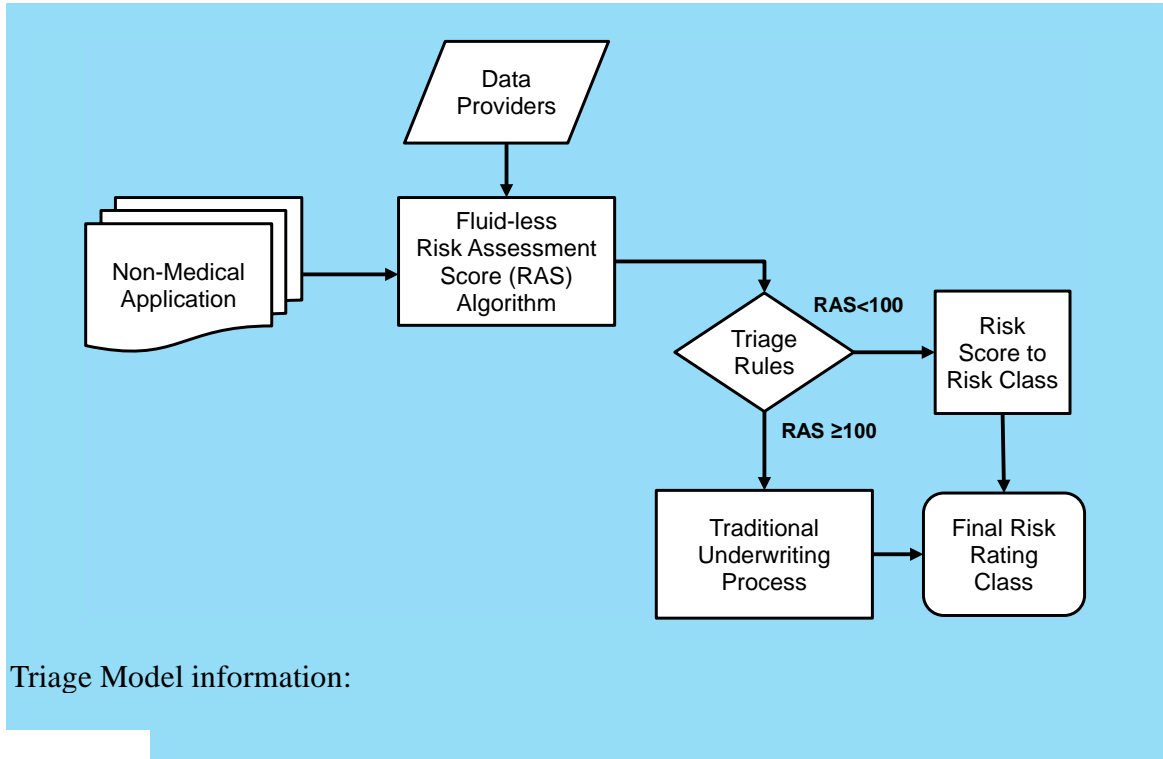 Data
Providers
Non-Medical
Application
Fluid-less
Risk Assessment
Score (RAS)
Algorithm
Triage
Rules
RAS<100
Risk
Score to
Risk Class
RAS ≥100
Traditional
Underwriting
Process
Final Risk
Rating
Class
Triage Model information: